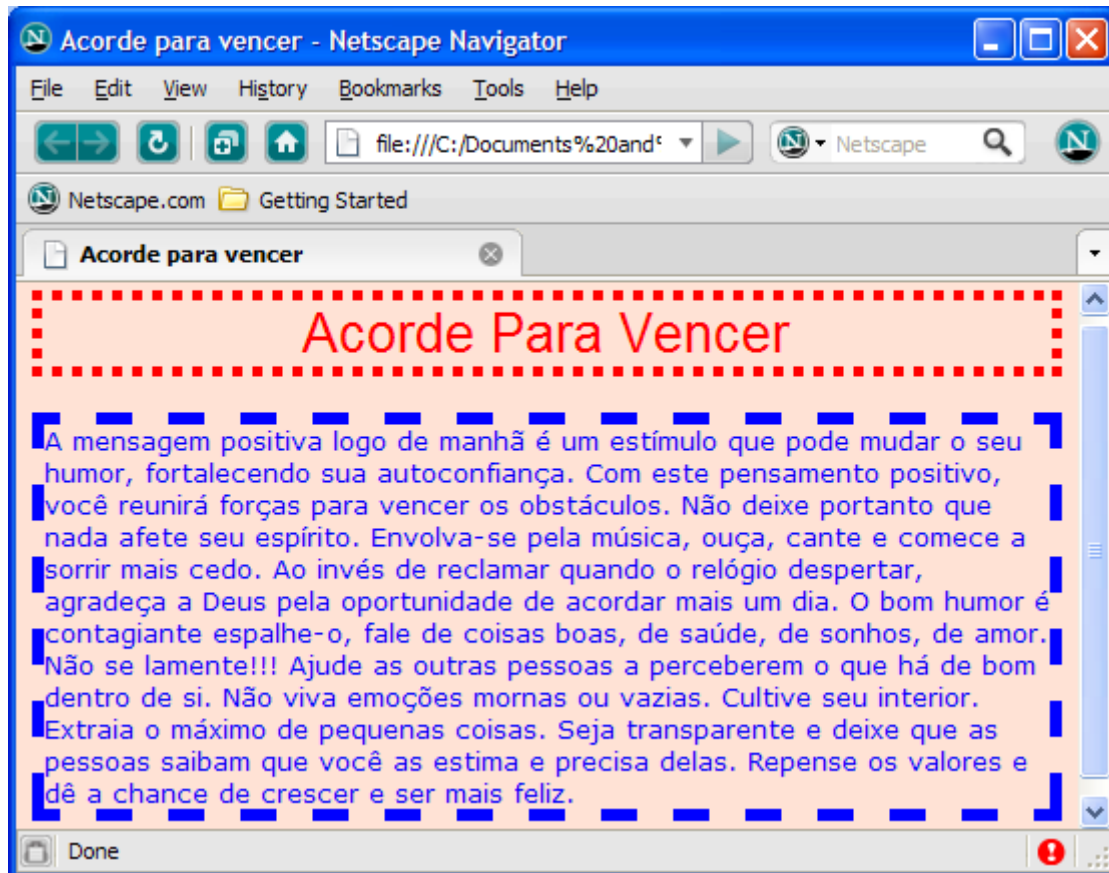 Acorde para vencer - Netscape Navigator
File Edit View History Bookmarks Tools Help
file:///C:/Documents%20and Netscape
Netscape.com Getting Started
Acorde para vencer
Acorde Para Vencer
A mensagem positiva logo de manhã é um estímulo que pode mudar o seu
humor, fortalecendo sua autoconfiança. Com este pensamento positivo,
você reunirá forças para vencer os obstáculos. Não deixe portanto que
nada afete seu espírito. Envolva-se pela música, ouça, cante e comece a
sorrir mais cedo. Ao invés de reclamar quando o relógio despertar,
agradeça a Deus pela oportunidade de acordar mais um dia. O bom humor é
contagiante espalhe-o, fale de coisas boas, de saúde, de sonhos, de amor.
Não se lamente!!! Ajude as outras pessoas a perceberem o que há de bom
dentro de si. Não viva emoções mornas ou vazias. Cultive seu interior.
Extraia o máximo de pequenas coisas. Seja transparente e deixe que as
pessoas saibam que você as estima e precisa delas. Repense os valores e
dê a chance de crescer e ser mais feliz.
Done